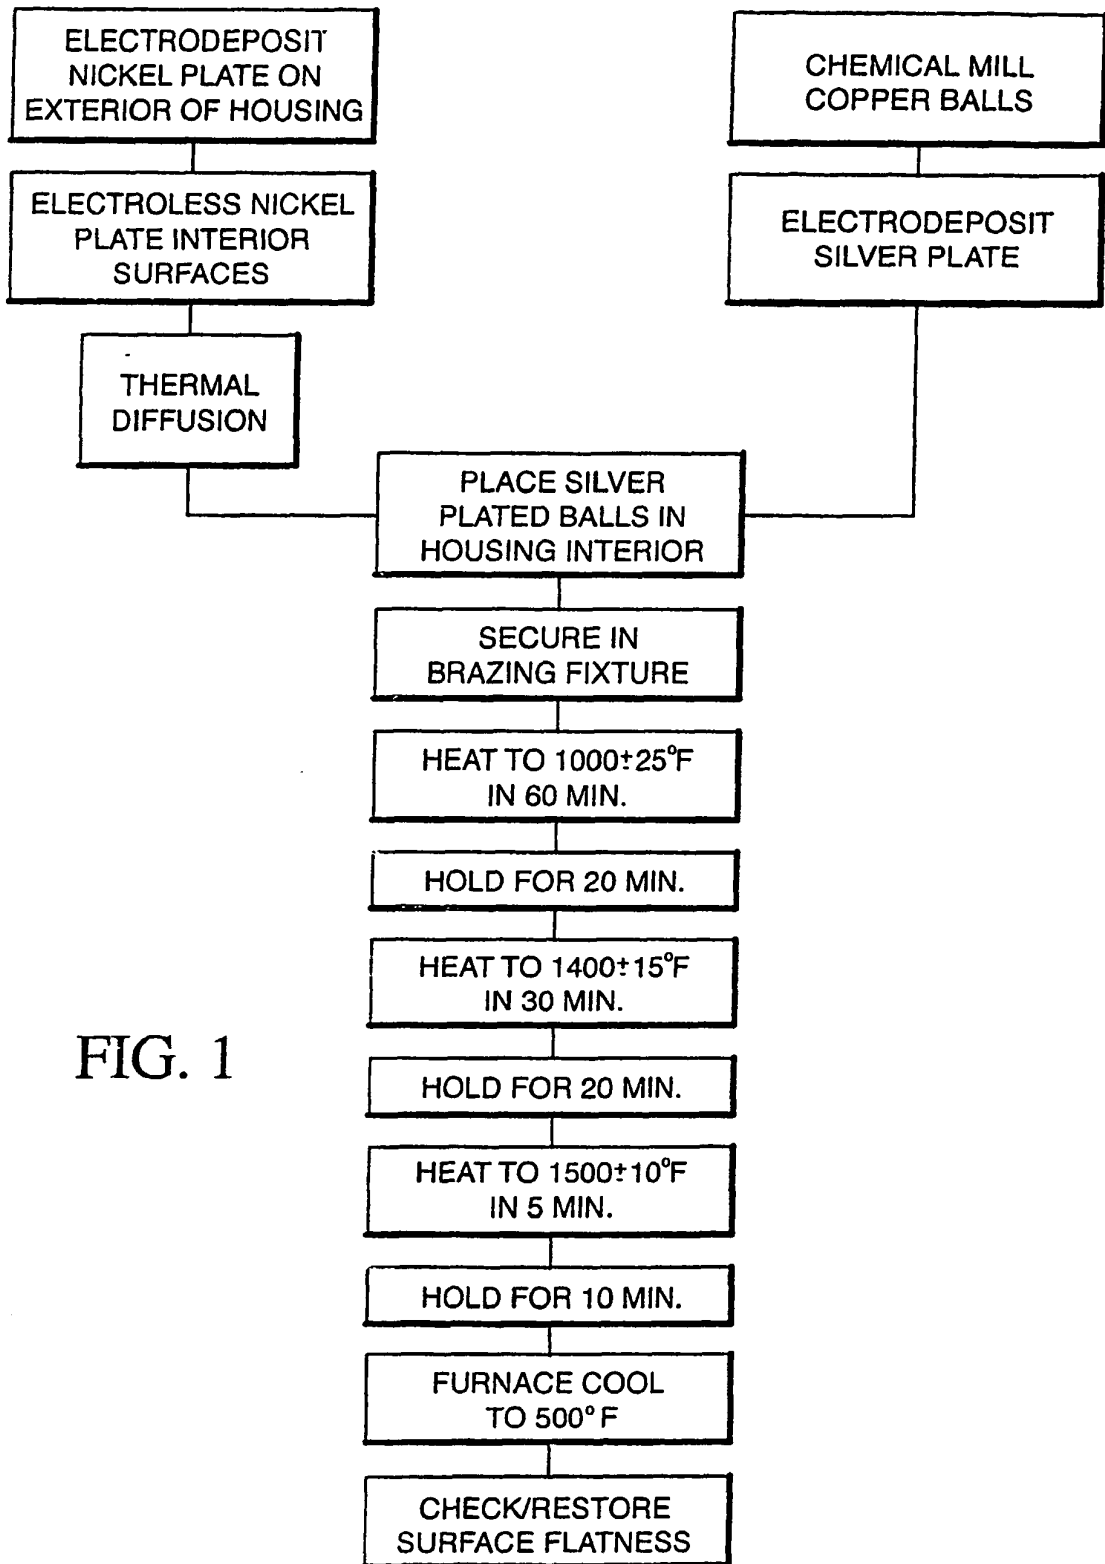 ELECTRODEPOSIT
NICKEL PLATE ON
EXTERIOR OF HOUSING
CHEMICAL MILL
COPPER BALLS
ELECTROLESS NICKEL
PLATE INTERIOR
SURFACES
ELECTRODEPOSIT
SILVER PLATE
THERMAL
DIFFUSION
PLACE SILVER
PLATED BALLS IN
HOUSING INTERIOR
SECURE IN
BRAZING FIXTURE
HEAT TO 1000±25°F
IN 60 MIN.
HOLD FOR 20 MIN.
HEAT TO 1400±15°F
IN 30 MIN.
FIG. 1
HOLD FOR 20 MIN.
HEAT TO 1500±10°F
IN 5 MIN.
HOLD FOR 10 MIN.
FURNACE COOL
TO 500° F
CHECK/RESTORE
SURFACE FLATNESS